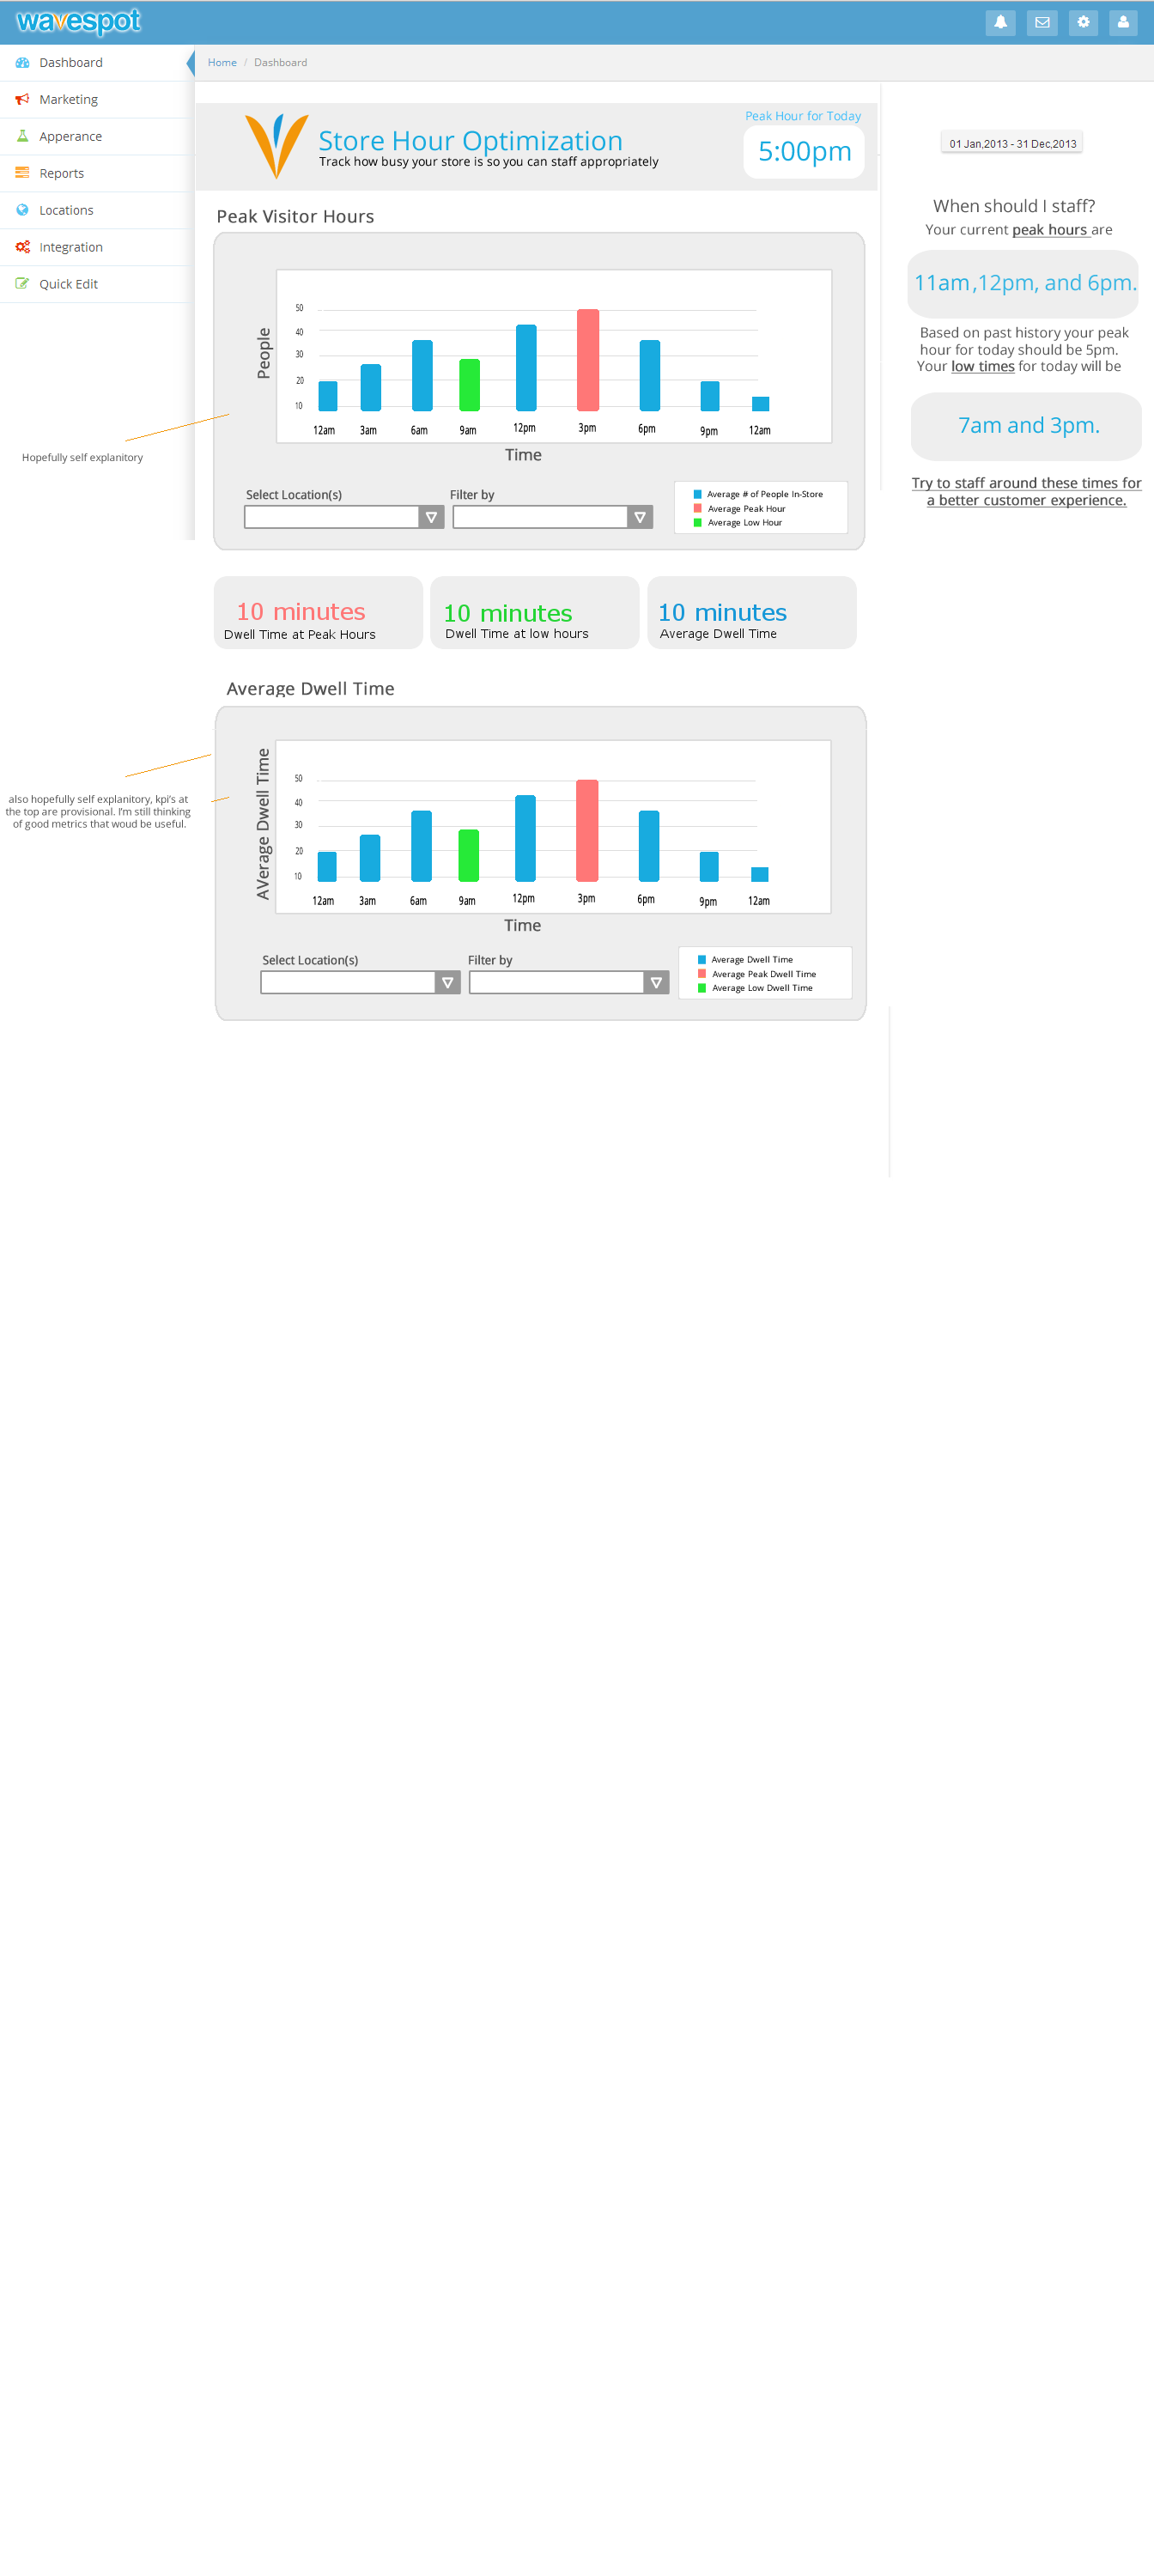 wavespot
Dashboard
Marketing
Apperance
Reports
Locations
Integration
Quick Edit
Home / Dashboard
Store Hour Optimization
Track how busy your store is so you can staff appropriately
Peak Hour for Today
5:00pm
01 Jan,2013 - 31 Dec,2013
When should I staff?
Your current peak hours are
11am,12pm, and 6pm.
Based on past history your peak
hour for today should be 5pm.
Your low times for today will be
7am and 3pm.
Try to staff around these times for
a better customer experience.
Peak Visitor Hours
People
50
40
30
20
10
12am 3am 6am 9am 12pm 3pm 6pm 9pm 12am
Time
Select Location(s)
Filter by
Average # of People In-Store
Average Peak Hour
Average Low Hour
Hopefully self explanitory
10 minutes
Dwell Time at Peak Hours
10 minutes
Dwell Time at low hours
10 minutes
Average Dwell Time
Average Dwell Time
AVerage Dwell Time
50
40
30
20
10
12am 3am 6am 9am 12pm 3pm 6pm 9pm 12am
Time
Select Location(s)
Filter by
Average Dwell Time
Average Peak Dwell Time
Average Low Dwell Time
also hopefully self explanitory, kpi's at
the top are provisional. I'm still thinking
of good metrics that woud be useful.